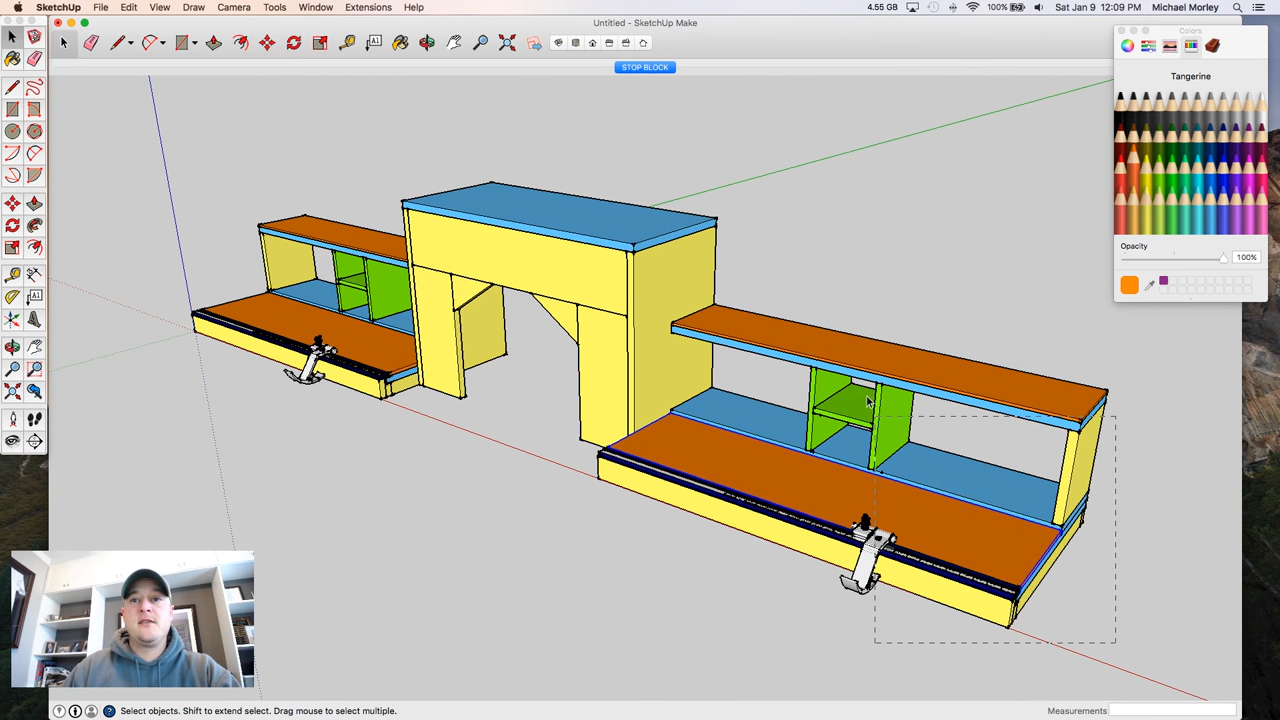 SketchUp File Edit View Draw Camera Tools Window Extensions Help 4.55 GB 100% Sat Jan 9 12:09 PM Michael Morley
Untitled - SketchUp Make
Colors
STOP BLOCK
Tangerine
Opacity
100%
Select objects. Shift to extend select. Drag mouse to select multiple.
Measurements